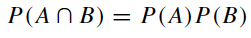 P(A ∩ B) = P(A)P(B)